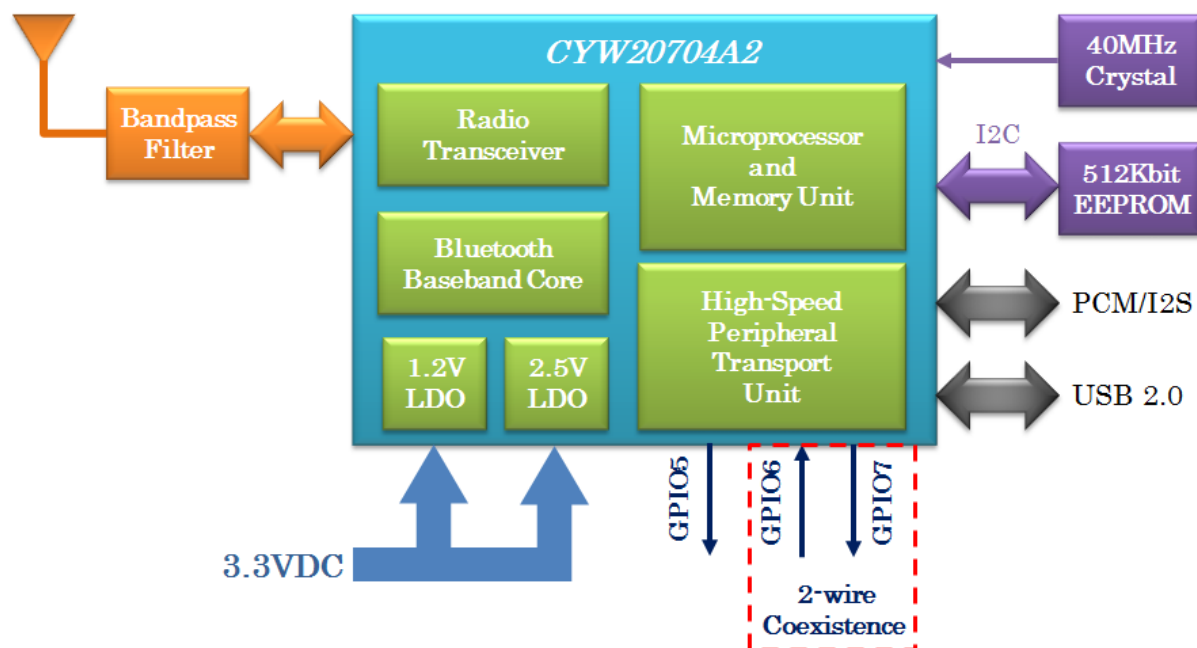 CYW20704A2
40MHz
Crystal
Bandpass
Filter
Radio
Transceiver
Microprocessor
and
Memory Unit
I2C
512Kbit
EEPROM
Bluetooth
Baseband Core
High-Speed
Peripheral
Transport
Unit
PCM/I2S
1.2V
LDO
2.5V
LDO
USB 2.0
GPIO5
GPIO6
GPIO7
3.3VDC
2-wire
Coexistence